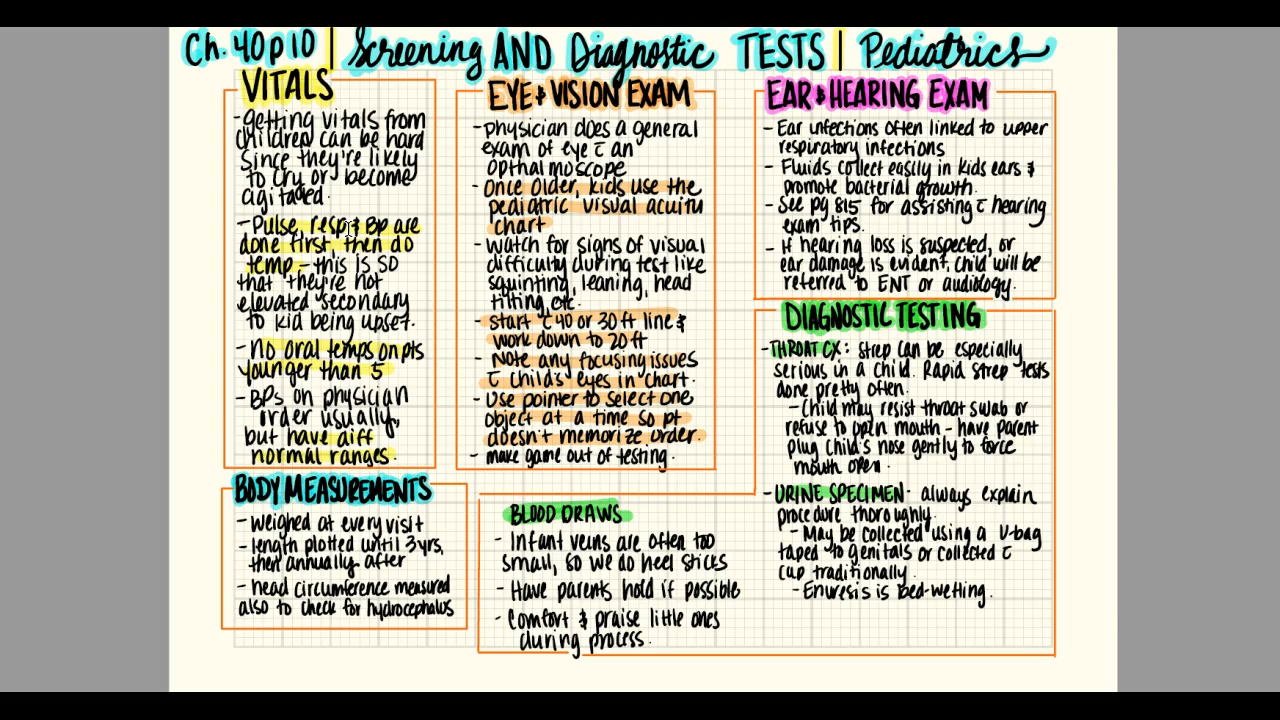 Ch. 40 p 10 | Screening AND Diagnostic TESTS | Pediatrics
VITALS
- getting vitals from
children can be hard
since they're likely
to cry or become
agitated.
- Pulse, resp & BP are
done first, then do
temp - this is so
that they're not
elevated secondary
to kid being upset.
- No oral temps on pts
younger than 5
- BPs on physician
order usually,
but have diff
normal ranges.
BODY MEASUREMENTS
- weighed at every visit
- length plotted until 3 yrs,
then annually after
- head circumference measured
also to check for hydrocephalus
EYE & VISION EXAM
- physician does a general
exam of eye c̄ an
opthalmoscope
- Once older, kids use the
pediatric visual acuity
chart
- watch for signs of visual
difficulty during test like
squinting, leaning, head
tilting, etc.
- start c̄ 40 or 30 ft line &
work down to 20 ft
- Note any focusing issues
c̄ child's eyes in chart.
- Use pointer to select one
object at a time so pt
doesn't memorize order.
- make game out of testing.
EAR & HEARING EXAM
- Ear infections often linked to upper
respiratory infections
- Fluids collect easily in kids ears &
promote bacterial growth.
- See pg 815 for assisting c̄ hearing
exam tips.
- If hearing loss is suspected, or
ear damage is evident, child will be
referred to ENT or audiology.
DIAGNOSTIC TESTING
- THROAT CX: strep can be especially
serious in a child. Rapid strep tests
done pretty often.
- Child may resist throat swab or
refuse to open mouth - have parent
plug child's nose gently to force
mouth open.
- URINE SPECIMEN - always explain
procedure thoroughly.
- May be collected using a U-bag
taped to genitals or collected c̄
cup traditionally.
- Enuresis is bed-wetting.
BLOOD DRAWS
- Infant veins are often too
small, so we do heel sticks
- Have parents hold if possible
- Comfort & praise little ones
during process.